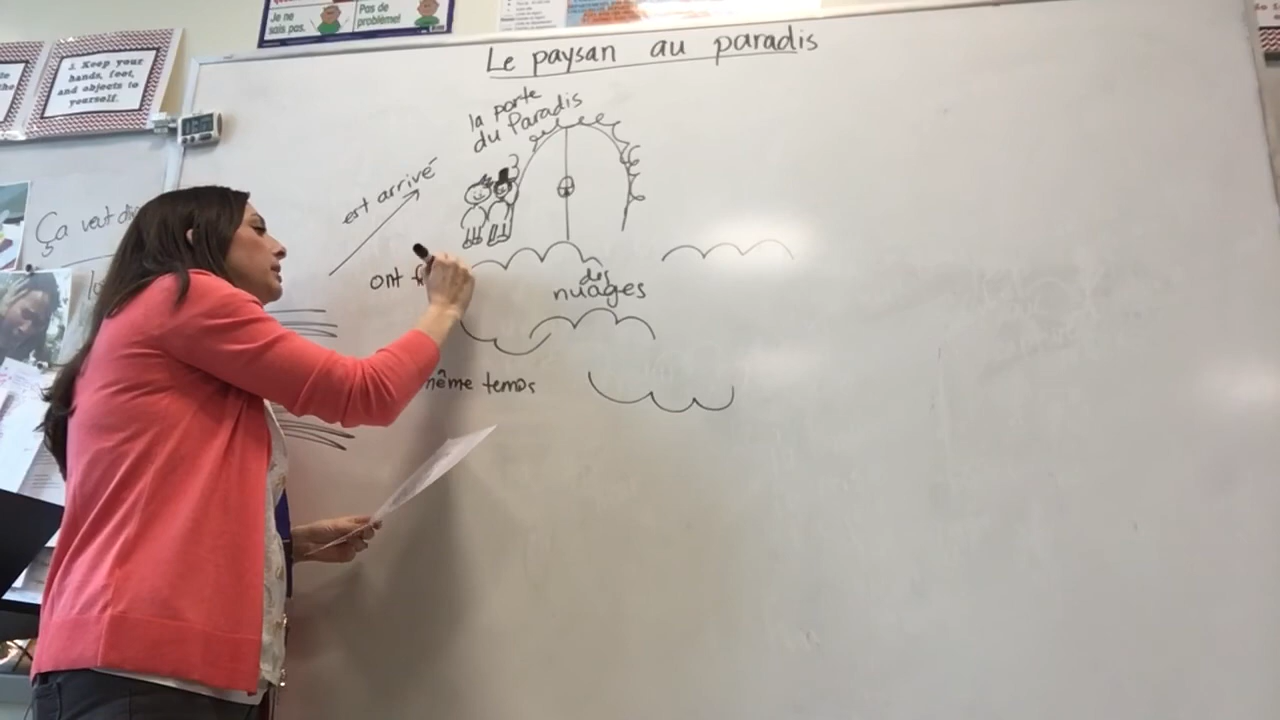 Je ne
sais pas.
Pas de
problème!
3. Keep your
hands, feet,
and objects to
yourself.
Le paysan au paradis
la porte
du Paradis
est arrivé
Ça veut
ont
des
nuages
même temps